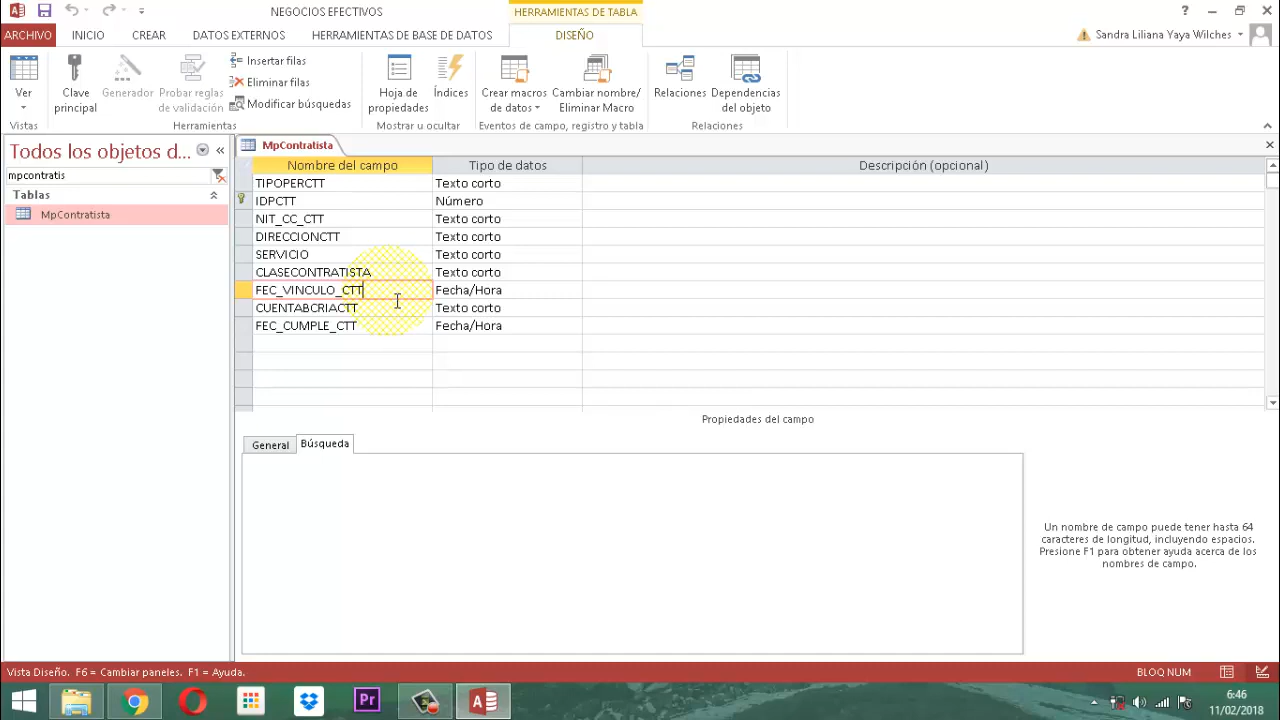 NEGOCIOS EFECTIVOS
HERRAMIENTAS DE TABLA
ARCHIVO INICIO CREAR DATOS EXTERNOS HERRAMIENTAS DE BASE DE DATOS DISEÑO
Sandra Liliana Yaya Wilches
Ver
Clave principal
Generador
Probar reglas de validación
Insertar filas
Eliminar filas
Modificar búsquedas
Hoja de propiedades
Índices
Crear macros de datos
Cambiar nombre/ Eliminar Macro
Relaciones
Dependencias del objeto
Vistas
Herramientas
Mostrar u ocultar
Eventos de campo, registro y tabla
Relaciones
Todos los objetos d...
mpcontratis
Tablas
MpContratista
MpContratista
Nombre del campo Tipo de datos Descripción (opcional)
TIPOPERCTT Texto corto
IDPCTT Número
NIT_CC_CTT Texto corto
DIRECCIONCTT Texto corto
SERVICIO Texto corto
CLASECONTRATISTA Texto corto
FEC_VINCULO_CTT Fecha/Hora
CUENTABCRIACTT Texto corto
FEC_CUMPLE_CTT Fecha/Hora
Propiedades del campo
General Búsqueda
Un nombre de campo puede tener hasta 64
caracteres de longitud, incluyendo espacios.
Presione F1 para obtener ayuda acerca de los
nombres de campo.
Vista Diseño. F6 = Cambiar paneles. F1 = Ayuda.
BLOQ NUM
Pr
6:46
11/02/2018